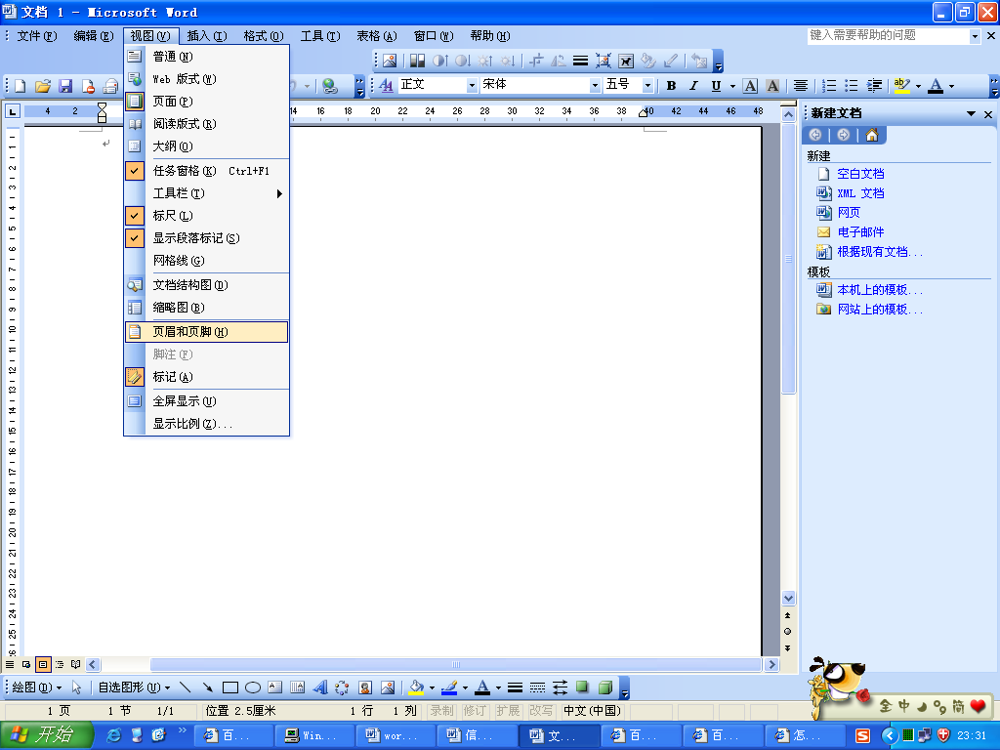 文档 1 - Microsoft Word
文件(F) 编辑(E) 视图(V) 插入(I) 格式(O) 工具(T) 表格(A) 窗口(W) 帮助(H) 键入需要帮助的问题
普通(N)
Web 版式(W)
页面(P)
阅读版式(R)
大纲(O)
任务窗格(K) Ctrl+F1
工具栏(T)
标尺(L)
显示段落标记(S)
网格线(G)
文档结构图(D)
缩略图(B)
页眉和页脚(H)
脚注(F)
标记(A)
全屏显示(U)
显示比例(Z)...
正文 宋体 五号 B I U A A
4 2 14 16 18 20 22 24 26 28 30 32 34 36 38 40 42 44 46 48
新建文档
新建
空白文档
XML 文档
网页
电子邮件
根据现有文档...
模板
本机上的模板...
网站上的模板...
绘图(D) 自选图形(U)
1 页 1 节 1/1 位置 2.5厘米 1 行 1 列 录制 修订 扩展 改写 中文(中国)
全 中 简
开始 百... Win... wor... 信... 文... 百... 百... 怎... 23:31